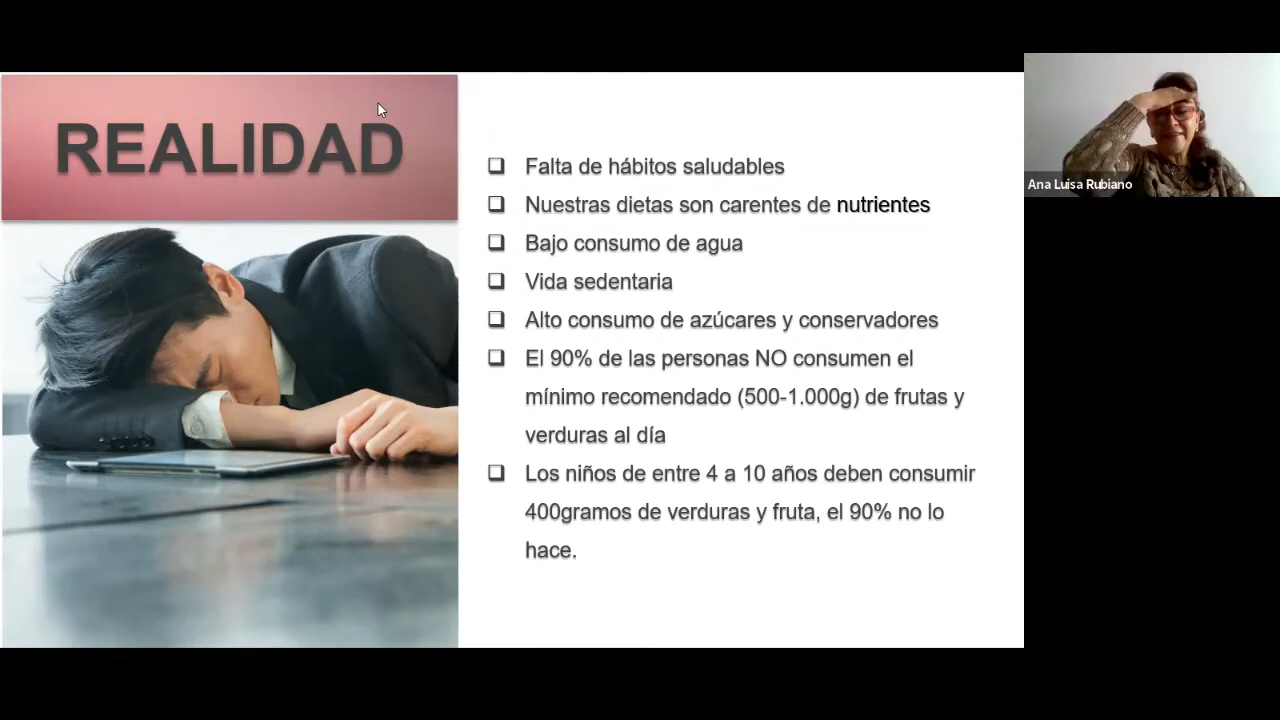 REALIDAD
Falta de hábitos saludables
Nuestras dietas son carentes de nutrientes
Bajo consumo de agua
Vida sedentaria
Alto consumo de azúcares y conservadores
El 90% de las personas NO consumen el
mínimo recomendado (500-1.000g) de frutas y
verduras al día
Los niños de entre 4 a 10 años deben consumir
400gramos de verduras y fruta, el 90% no lo
hace.
Ana Luisa Rubiano